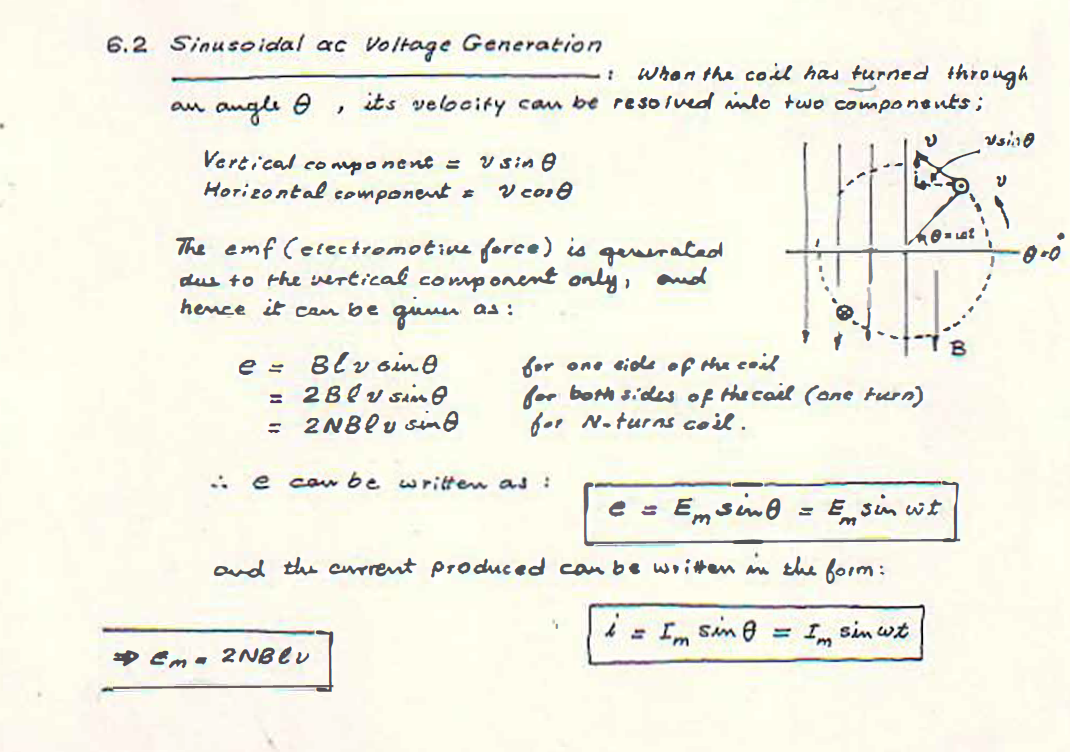 6.2 Sinusoidal ac Voltage Generation
: When the coil has turned through
an angle θ , its velocity can be resolved into two components;
Vertical component = v sin θ
Horizontal component = v cos θ
v
v sin θ
v
θ = ωt
θ = 0°
B
The emf (electromotive force) is generated
due to the vertical component only, and
hence it can be given as :
e = Bℓv sin θ for one side of the coil
= 2Bℓv sin θ for both sides of the coil (one turn)
= 2NBℓv sin θ for N-turns coil .
∴ e can be written as :
e = Em sin θ = Em sin ωt
and the current produced can be written in the form :
i = Im sin θ = Im sin ωt
⇒ Em = 2NBℓv